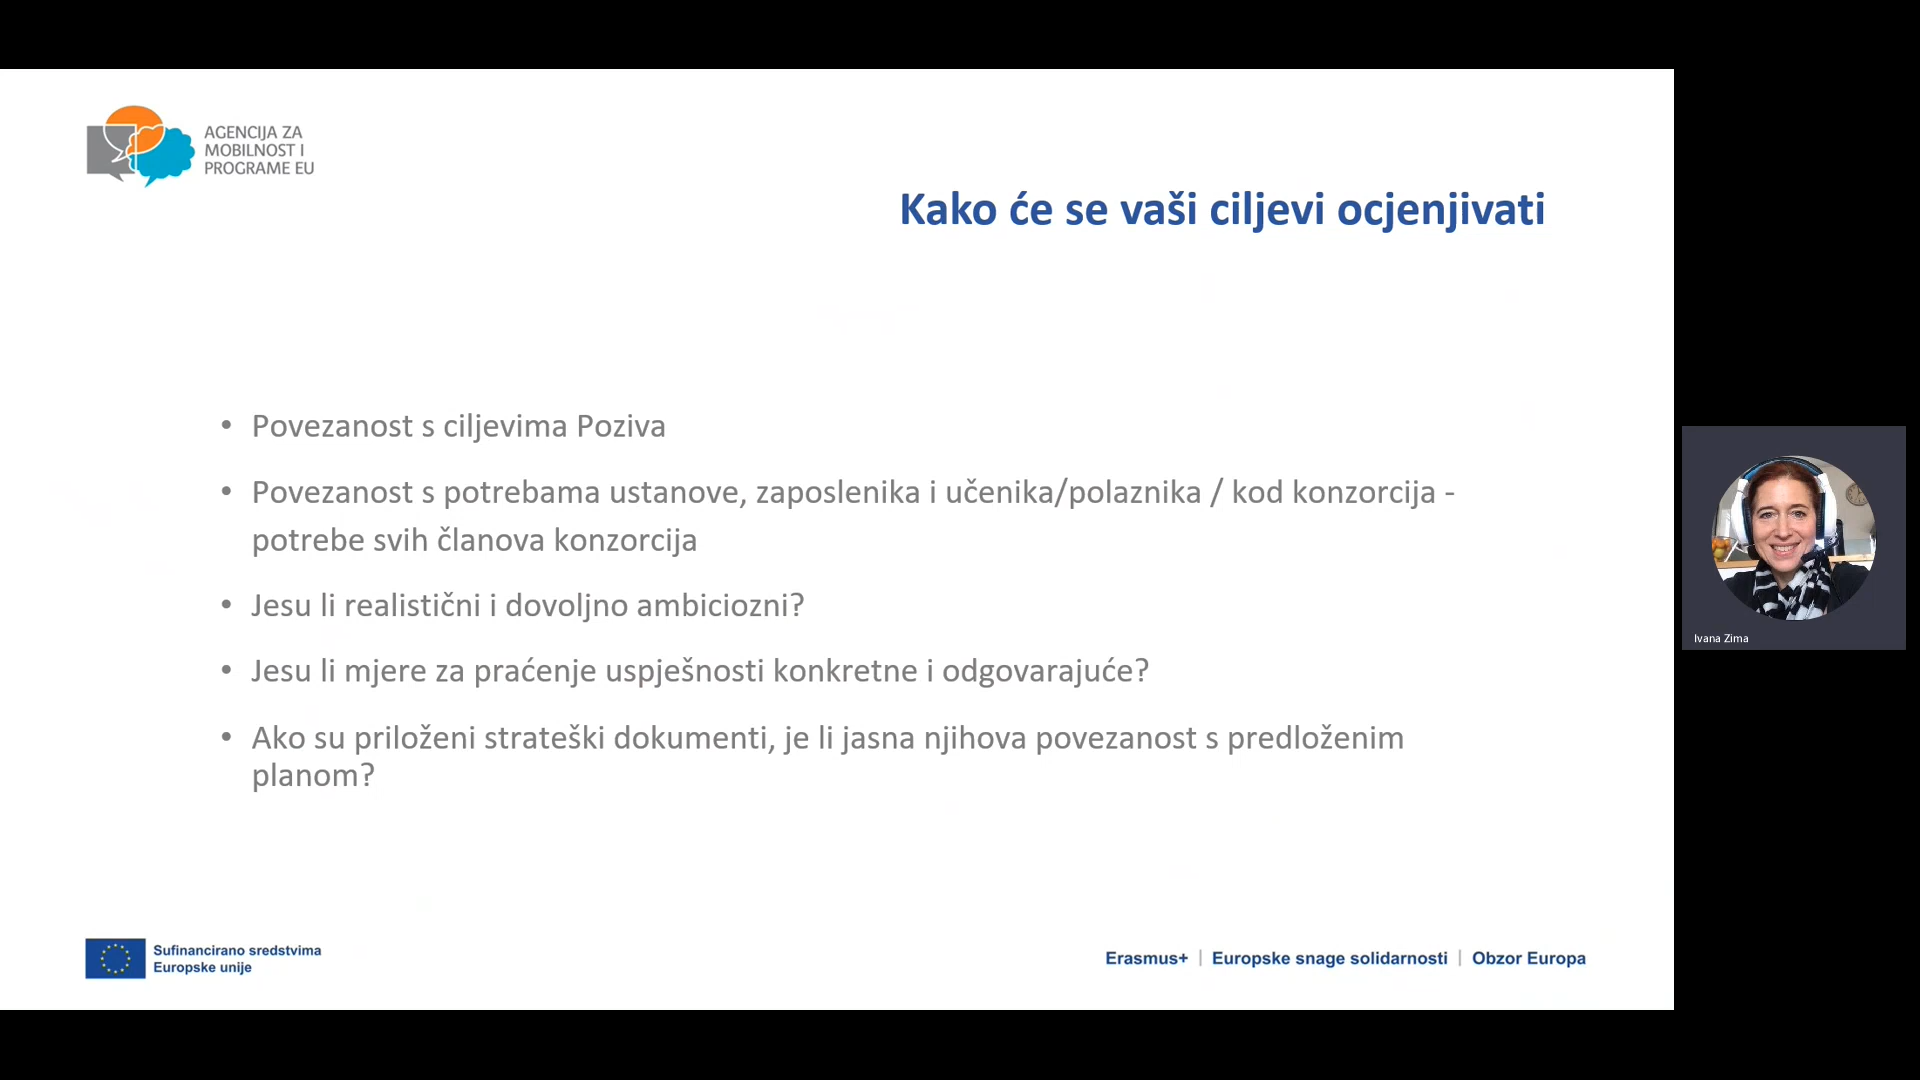 AGENCIJA ZA
MOBILNOST I
PROGRAME EU
Kako će se vaši ciljevi ocjenjivati
• Povezanost s ciljevima Poziva
• Povezanost s potrebama ustanove, zaposlenika i učenika/polaznika / kod konzorcija -
potrebe svih članova konzorcija
• Jesu li realistični i dovoljno ambiciozni?
• Jesu li mjere za praćenje uspješnosti konkretne i odgovarajuće?
• Ako su priloženi strateški dokumenti, je li jasna njihova povezanost s predloženim
planom?
Ivana Zima
Sufinancirano sredstvima
Europske unije
Erasmus+ | Europske snage solidarnosti | Obzor Europa